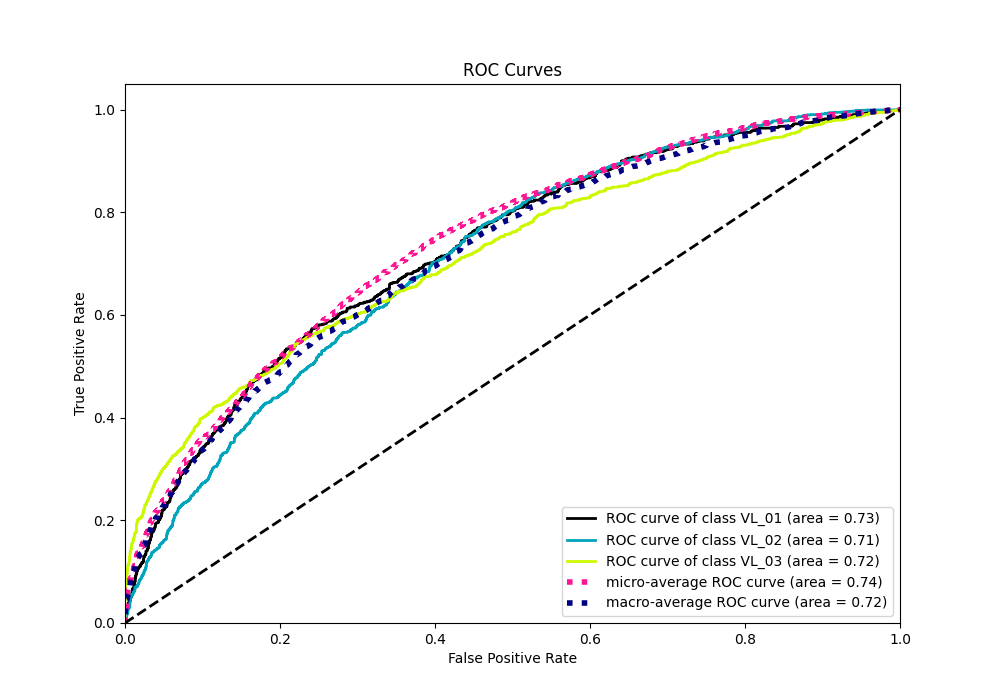 ROC Curves
True Positive Rate
1.0
0.8
0.6
0.4
0.2
0.0
0.0 0.2 0.4 0.6 0.8 1.0
False Positive Rate
ROC curve of class VL_01 (area = 0.73)
ROC curve of class VL_02 (area = 0.71)
ROC curve of class VL_03 (area = 0.72)
micro-average ROC curve (area = 0.74)
macro-average ROC curve (area = 0.72)